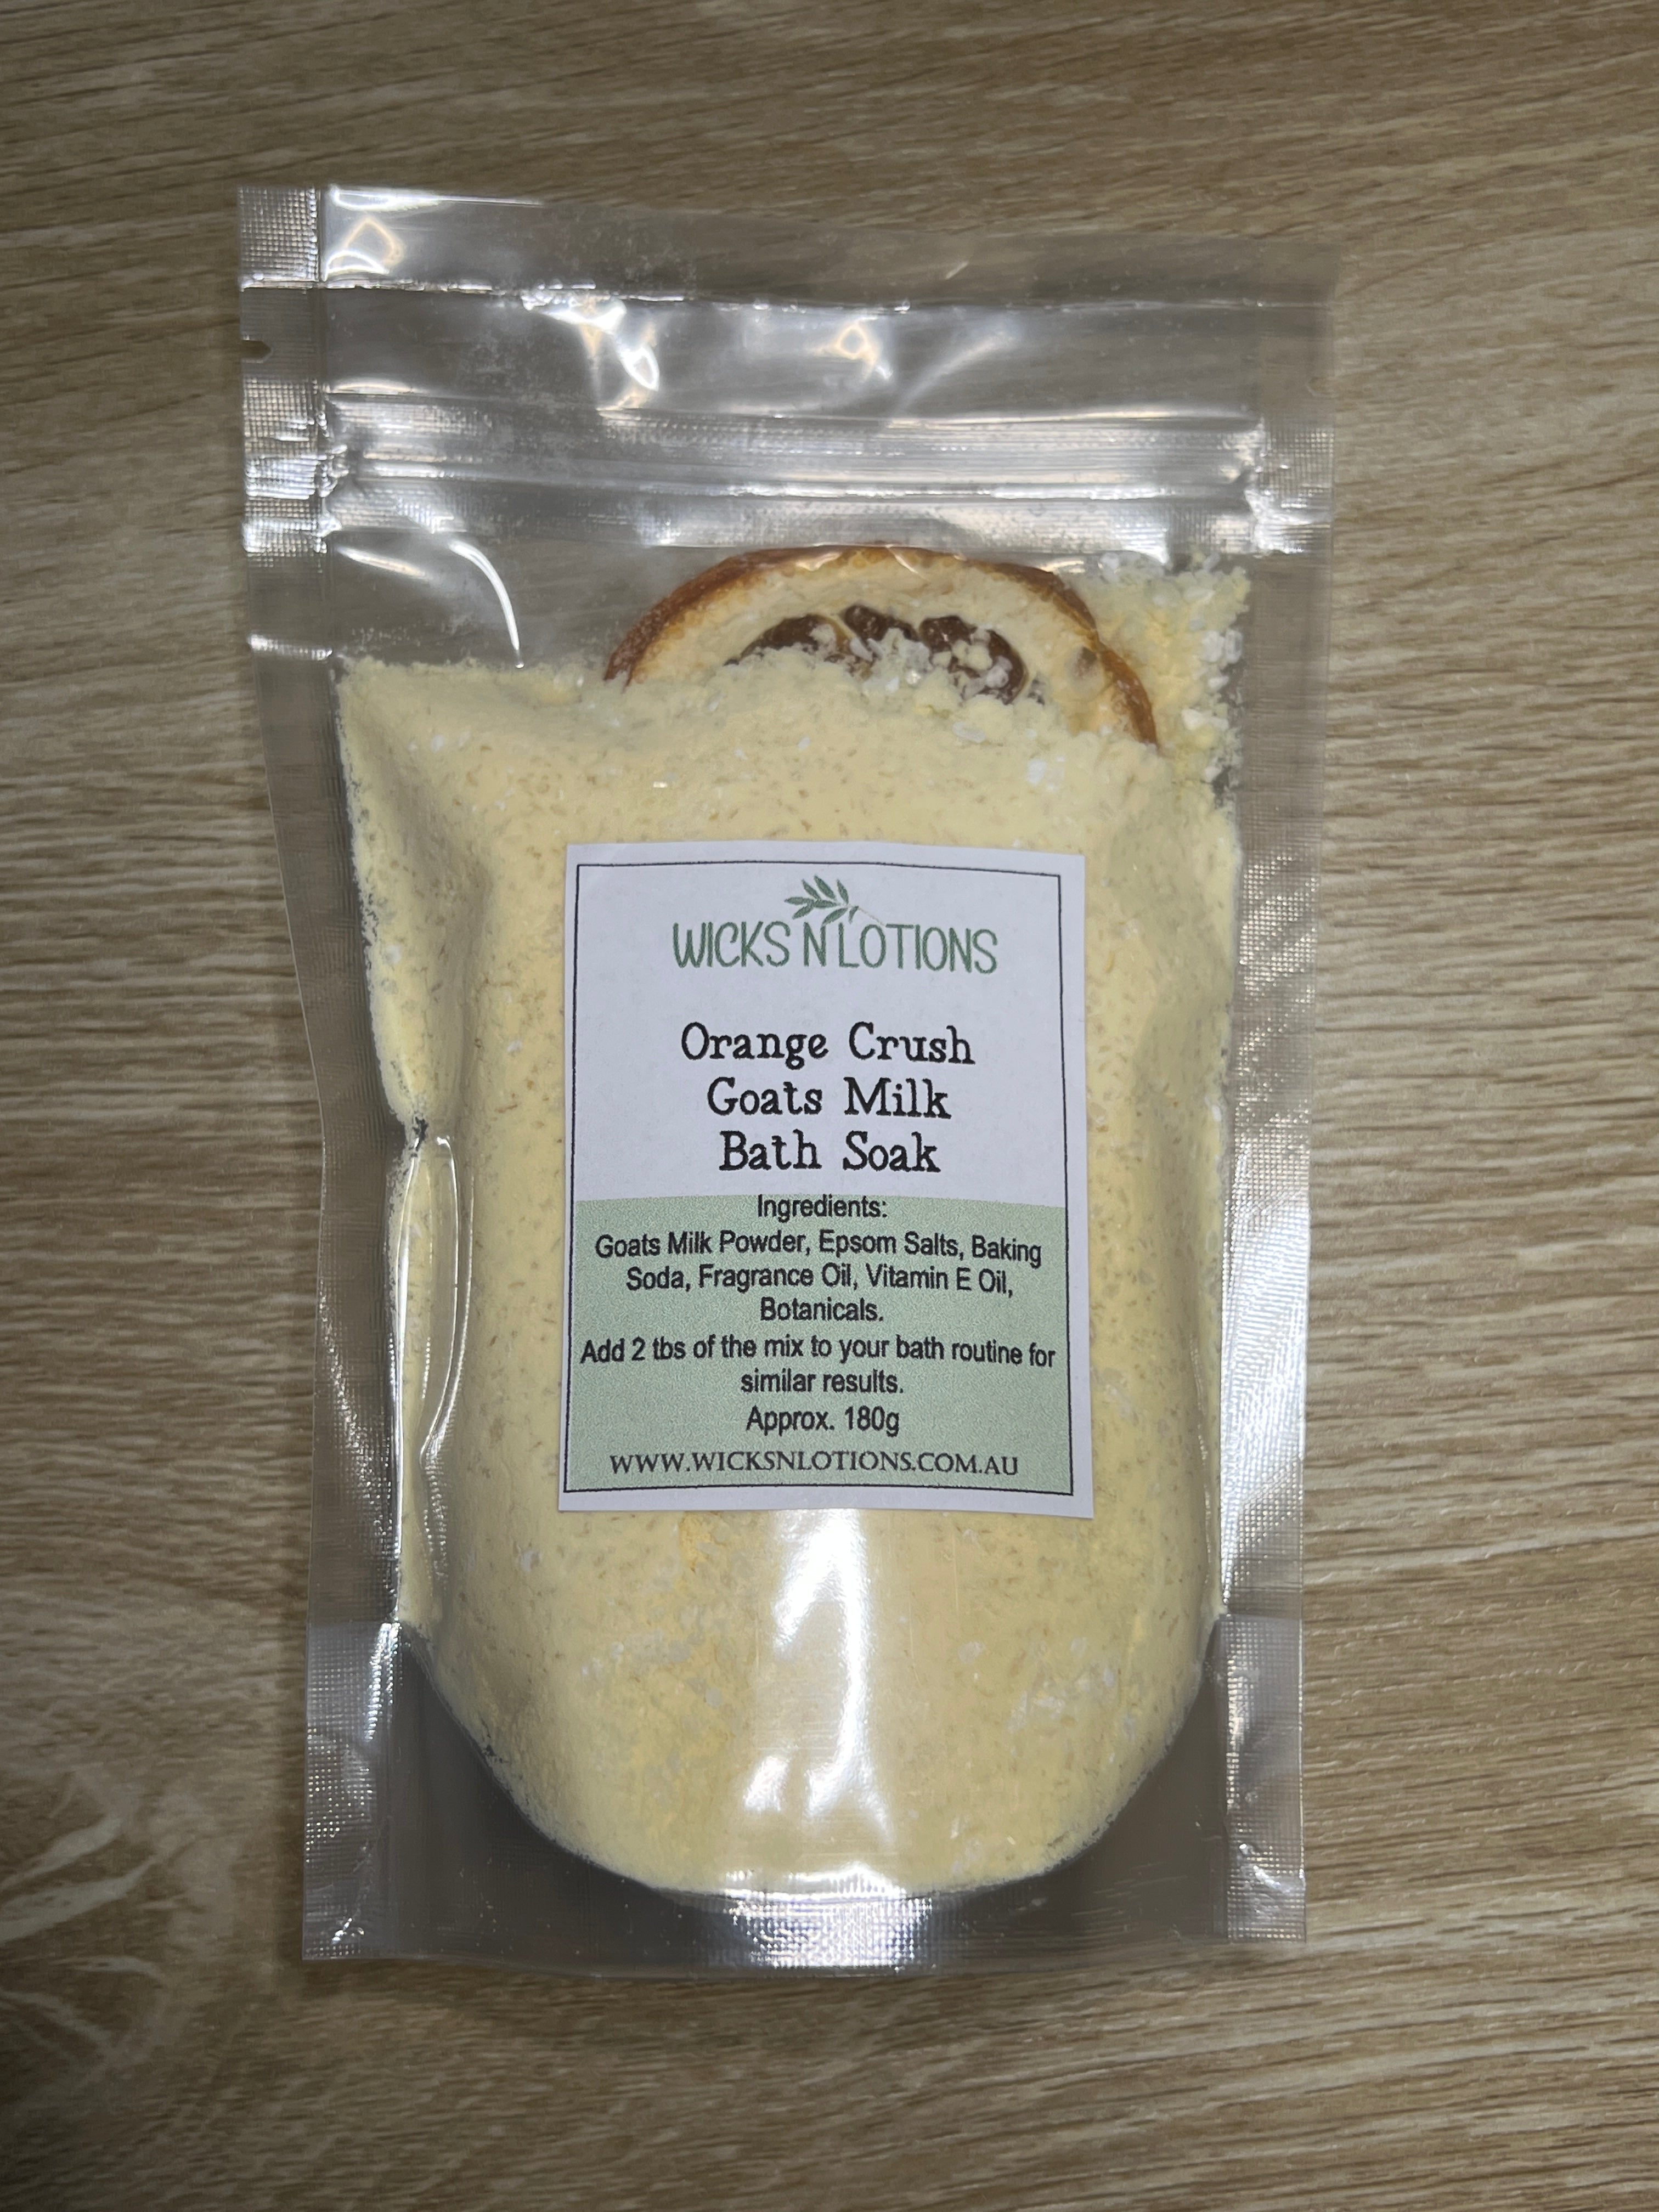 WICKS N LOTIONS
Orange Crush
Goats Milk
Bath Soak
Ingredients:
Goats Milk Powder, Epsom Salts, Baking
Soda, Fragrance Oil, Vitamin E Oil,
Botanicals.
Add 2 tbs of the mix to your bath routine for
similar results.
Approx. 180g
WWW.WICKSNLOTIONS.COM.AU